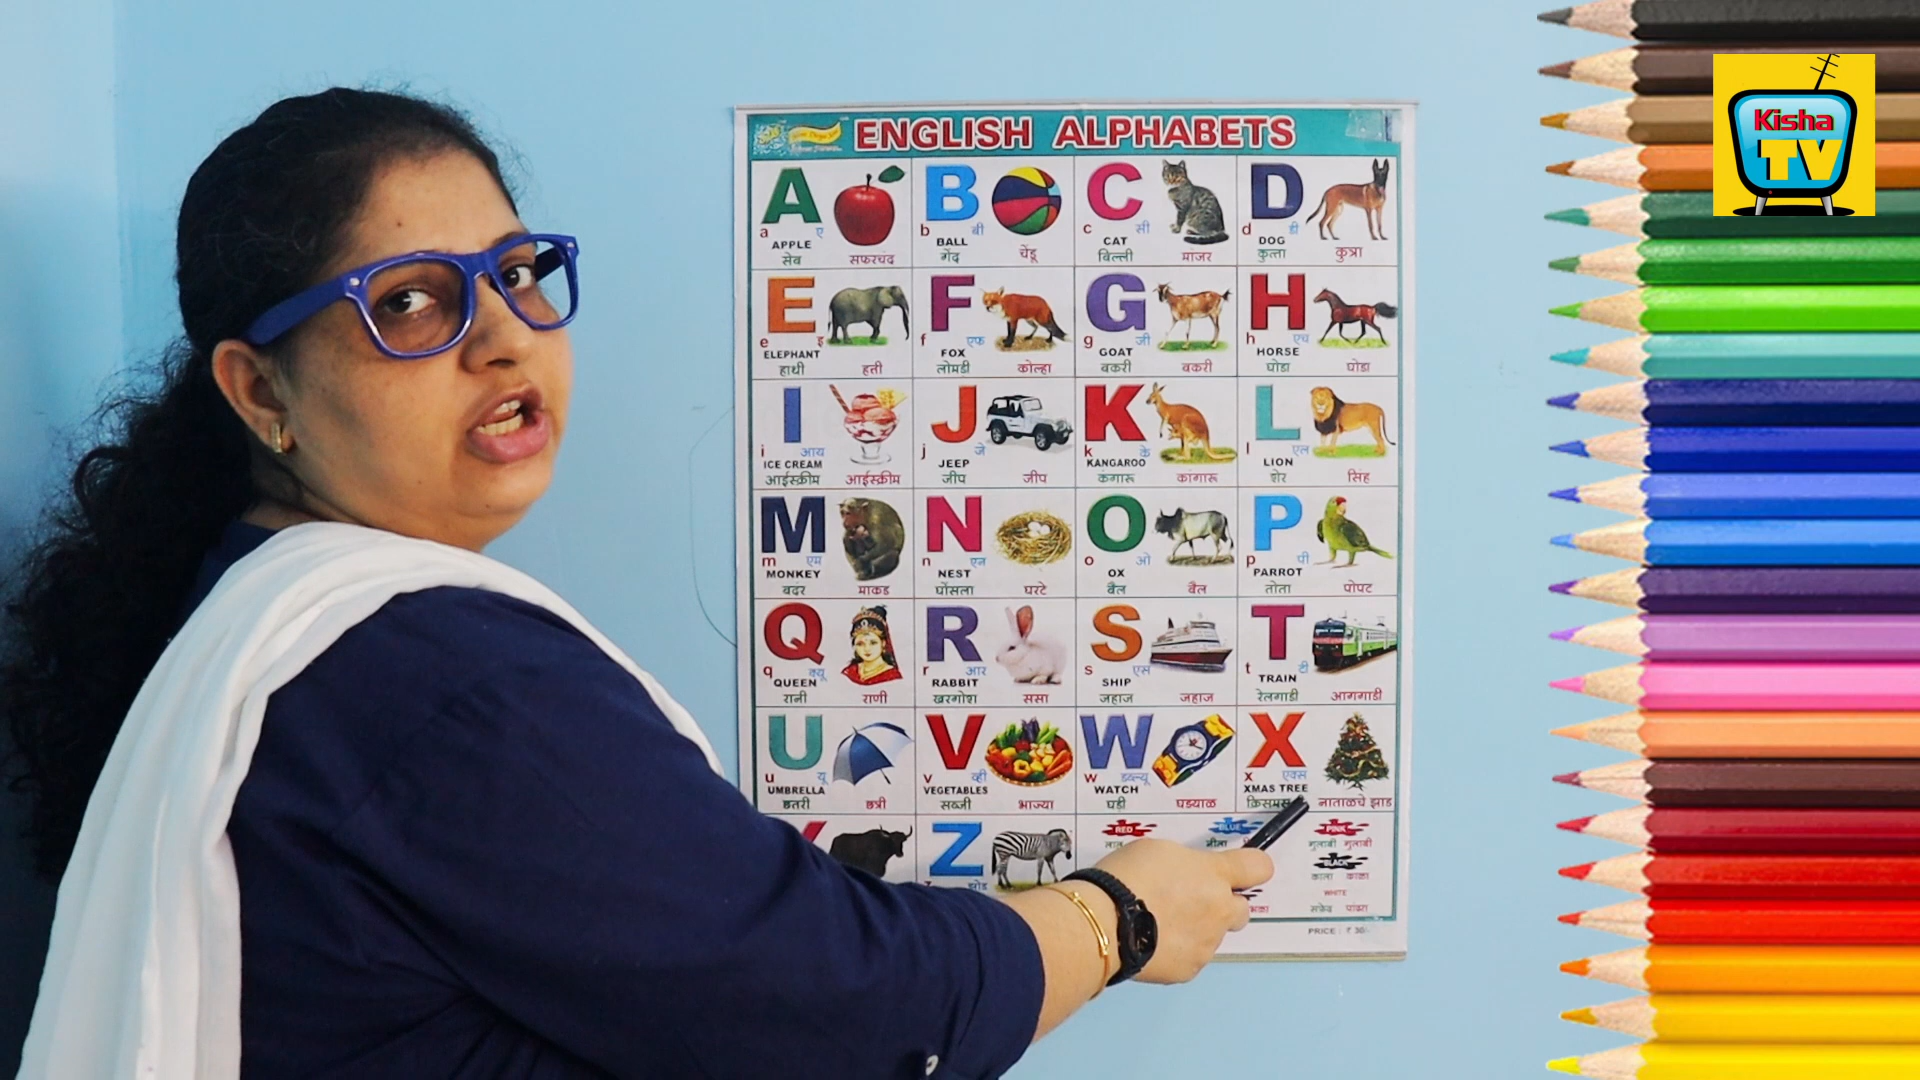 Kisha
TV
ENGLISH ALPHABETS
A
a ए
APPLE
सेब सफरचंद
B
b बी
BALL
गेंद चेंडू
C
c सी
CAT
बिल्ली मांजर
D
d डी
DOG
कुत्ता कुत्रा
E
e इ
ELEPHANT
हाथी हत्ती
F
f एफ
FOX
लोमडी कोल्हा
G
g जी
GOAT
बकरी बकरी
H
h एच
HORSE
घोडा घोडा
I
i आय
ICE CREAM
आईस्क्रीम आईस्क्रीम
J
j जे
JEEP
जीप जीप
K
k के
KANGAROO
कंगारू कांगारू
L
l एल
LION
शेर सिंह
M
m एम
MONKEY
बंदर माकड
N
n एन
NEST
घोंसला घरटे
O
o ओ
OX
बैल बैल
P
p पी
PARROT
तोता पोपट
Q
q क्यू
QUEEN
रानी राणी
R
r आर
RABBIT
खरगोश ससा
S
s एस
SHIP
जहाज जहाज
T
t टी
TRAIN
रेलगाडी आगगाडी
U
u यू
UMBRELLA
छतरी छत्री
V
v व्ही
VEGETABLES
सब्जी भाज्या
W
w डब्ल्यू
WATCH
घडी घड्याळ
X
x एक्स
XMAS TREE
क्रिसमस नाताळचे झाड
Z
झेड
RED
लाल
BLUE
नीला
PINK
गुलाबी गुलाबी
BLACK
काला काळा
WHITE
सफेद पांढरा
PRICE : ₹ 30/-